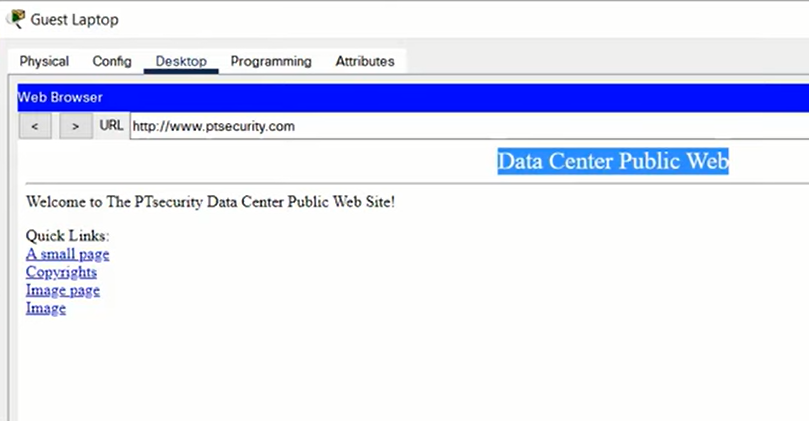 Guest Laptop
Physical Config Desktop Programming Attributes
Web Browser
< > URL http://www.ptsecurity.com
Data Center Public Web
Welcome to The PTsecurity Data Center Public Web Site!
Quick Links:
A small page
Copyrights
Image page
Image